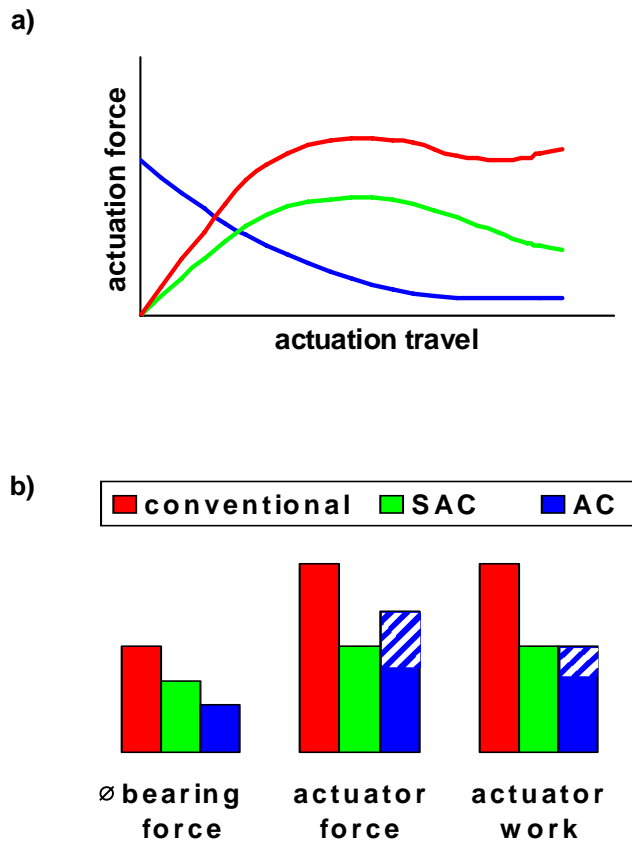 a)
actuation force
actuation travel
b)
conventional SAC AC
⌀ bearing
force
actuator
force
actuator
work